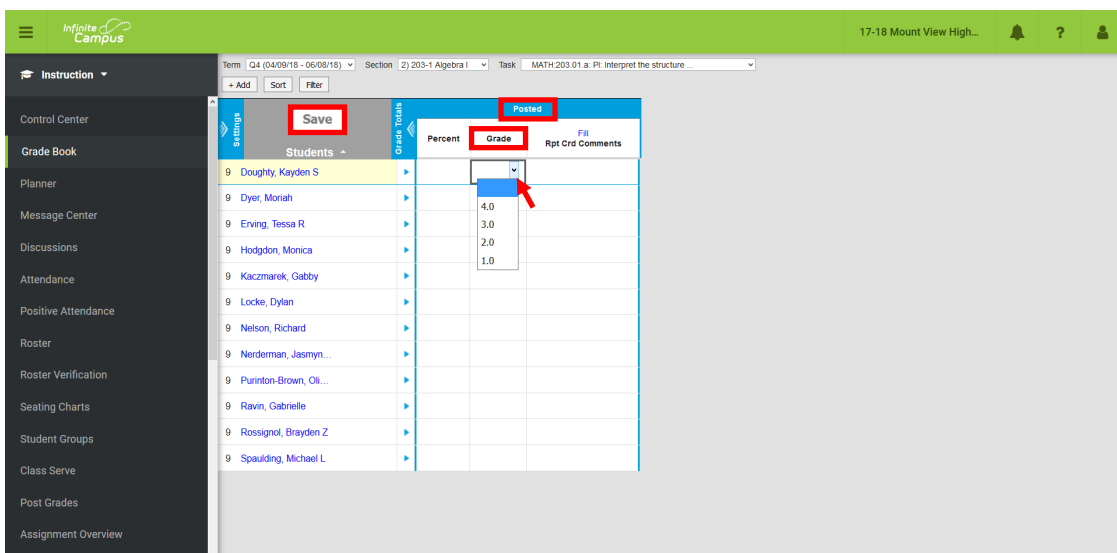 Infinite Campus
17-18 Mount View High...
?
Instruction
Control Center
Grade Book
Planner
Message Center
Discussions
Attendance
Positive Attendance
Roster
Roster Verification
Seating Charts
Student Groups
Class Serve
Post Grades
Assignment Overview
Term Q4 (04/09/18 - 06/08/18) Section 2) 203-1 Algebra I Task MATH:203.01.a: PI: Interpret the structure ...
+ Add Sort Filter
Settings
Save
Students
Grade Totals
Posted
Percent Grade Fill
Rpt Crd Comments
9 Doughty, Kayden S
9 Dyer, Moriah
9 Erving, Tessa R
9 Hodgdon, Monica
9 Kaczmarek, Gabby
9 Locke, Dylan
9 Nelson, Richard
9 Nerderman, Jasmyn...
9 Purinton-Brown, Oli...
9 Ravin, Gabrielle
9 Rossignol, Brayden Z
9 Spaulding, Michael L
4.0
3.0
2.0
1.0